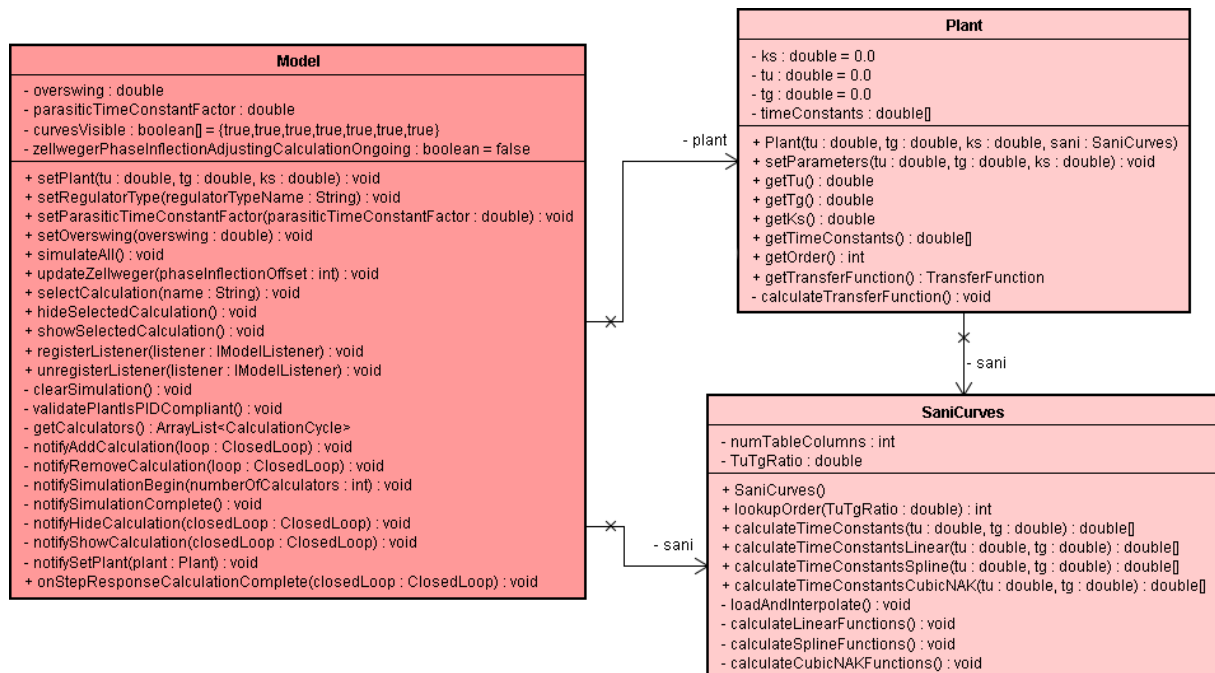 Model
- overswing : double
- parasiticTimeConstantFactor : double
- curvesVisible : boolean[] = {true,true,true,true,true,true,true}
- zellwegerPhaseInflectionAdjustingCalculationOngoing : boolean = false
+ setPlant(tu : double, tg : double, ks : double) : void
+ setRegulatorType(regulatorTypeName : String) : void
+ setParasiticTimeConstantFactor(parasiticTimeConstantFactor : double) : void
+ setOverswing(overswing : double) : void
+ simulateAll() : void
+ updateZellweger(phaseInflectionOffset : int) : void
+ selectCalculation(name : String) : void
+ hideSelectedCalculation() : void
+ showSelectedCalculation() : void
+ registerListener(listener : IModelListener) : void
+ unregisterListener(listener : IModelListener) : void
- clearSimulation() : void
- validatePlantIsPIDCompliant() : void
- getCalculators() : ArrayList<CalculationCycle>
- notifyAddCalculation(loop : ClosedLoop) : void
- notifyRemoveCalculation(loop : ClosedLoop) : void
- notifySimulationBegin(numberOfCalculators : int) : void
- notifySimulationComplete() : void
- notifyHideCalculation(closedLoop : ClosedLoop) : void
- notifyShowCalculation(closedLoop : ClosedLoop) : void
- notifySetPlant(plant : Plant) : void
+ onStepResponseCalculationComplete(closedLoop : ClosedLoop) : void
- plant
- sani
Plant
- ks : double = 0.0
- tu : double = 0.0
- tg : double = 0.0
- timeConstants : double[]
+ Plant(tu : double, tg : double, ks : double, sani : SaniCurves)
+ setParameters(tu : double, tg : double, ks : double) : void
+ getTu() : double
+ getTg() : double
+ getKs() : double
+ getTimeConstants() : double[]
+ getOrder() : int
+ getTransferFunction() : TransferFunction
- calculateTransferFunction() : void
- sani
SaniCurves
- numTableColumns : int
- TuTgRatio : double
+ SaniCurves()
+ lookupOrder(TuTgRatio : double) : int
+ calculateTimeConstants(tu : double, tg : double) : double[]
+ calculateTimeConstantsLinear(tu : double, tg : double) : double[]
+ calculateTimeConstantsSpline(tu : double, tg : double) : double[]
+ calculateTimeConstantsCubicNAK(tu : double, tg : double) : double[]
- loadAndInterpolate() : void
- calculateLinearFunctions() : void
- calculateSplineFunctions() : void
- calculateCubicNAKFunctions() : void